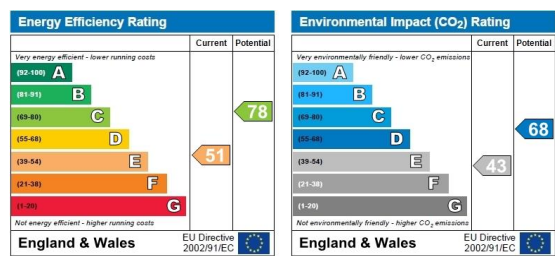 Energy Efficiency Rating
Current Potential
Very energy efficient - lower running costs
(92-100) A
(81-91) B
(69-80) C
78
(55-68) D
(39-54) E
51
(21-38) F
(1-20) G
Not energy efficient - higher running costs
England & Wales
EU Directive
2002/91/EC
Environmental Impact (CO2) Rating
Current Potential
Very environmentally friendly - lower CO2 emissions
(92-100) A
(81-91) B
(69-80) C
(55-68) D
68
(39-54) E
43
(21-38) F
(1-20) G
Not environmentally friendly - higher CO2 emissions
England & Wales
EU Directive
2002/91/EC